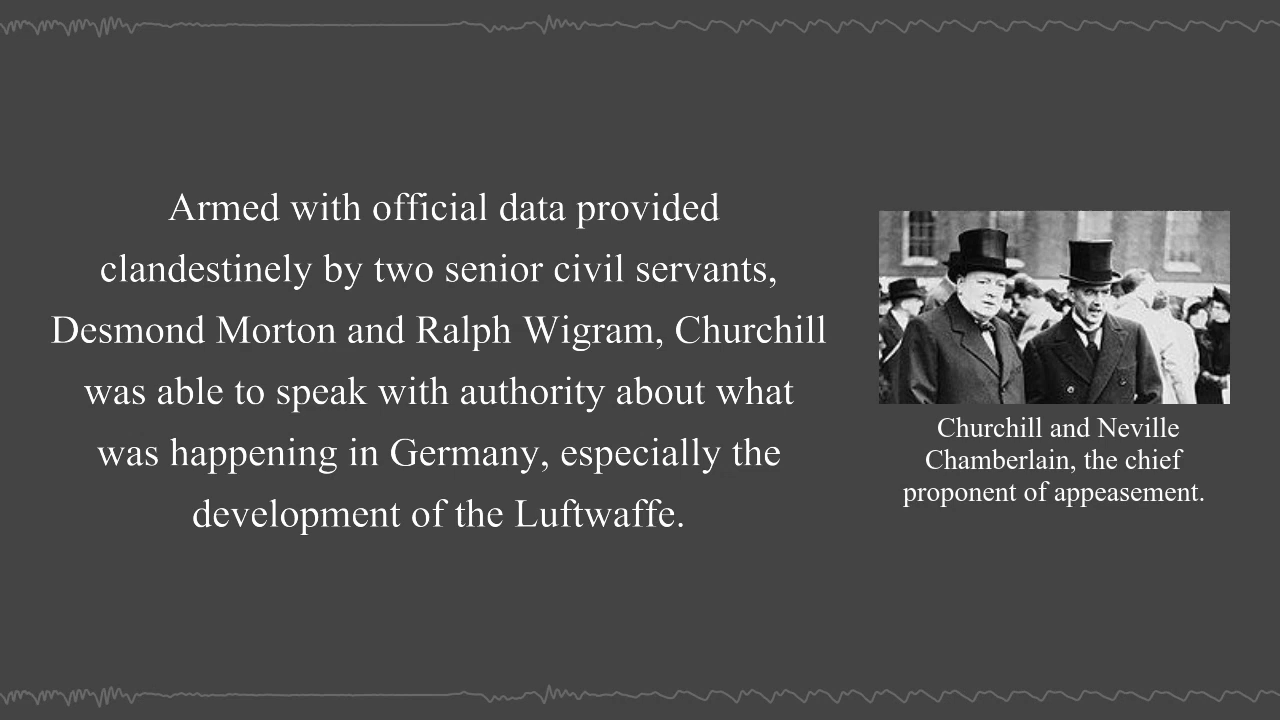 Armed with official data provided
clandestinely by two senior civil servants,
Desmond Morton and Ralph Wigram, Churchill
was able to speak with authority about what
was happening in Germany, especially the
development of the Luftwaffe.
Churchill and Neville
Chamberlain, the chief
proponent of appeasement.